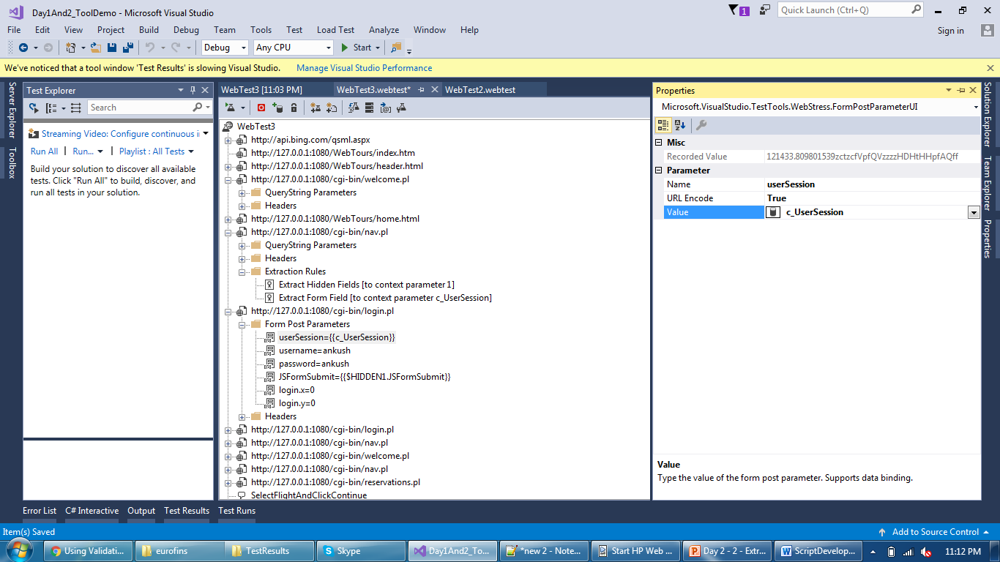 Day1And2_ToolDemo - Microsoft Visual Studio
1
Quick Launch (Ctrl+Q)
File Edit View Project Build Debug Team Tools Test Load Test Analyze Window Help
Sign in
Debug Any CPU Start
We've noticed that a tool window 'Test Results' is slowing Visual Studio. Manage Visual Studio Performance
Server Explorer
Toolbox
Test Explorer
Search
Streaming Video: Configure continuous i
Run All | Run... | Playlist : All Tests
Build your solution to discover all available
tests. Click "Run All" to build, discover, and
run all tests in your solution.
WebTest3 [11:03 PM] WebTest3.webtest* WebTest2.webtest
WebTest3
http://api.bing.com/qsml.aspx
http://127.0.0.1:1080/WebTours/index.htm
http://127.0.0.1:1080/WebTours/header.html
http://127.0.0.1:1080/cgi-bin/welcome.pl
QueryString Parameters
Headers
http://127.0.0.1:1080/WebTours/home.html
http://127.0.0.1:1080/cgi-bin/nav.pl
QueryString Parameters
Headers
Extraction Rules
Extract Hidden Fields [to context parameter 1]
Extract Form Field [to context parameter c_UserSession]
http://127.0.0.1:1080/cgi-bin/login.pl
Form Post Parameters
userSession={{c_UserSession}}
username=ankush
password=ankush
JSFormSubmit={{$HIDDEN1.JSFormSubmit}}
login.x=0
login.y=0
Headers
http://127.0.0.1:1080/cgi-bin/login.pl
http://127.0.0.1:1080/cgi-bin/nav.pl
http://127.0.0.1:1080/cgi-bin/welcome.pl
http://127.0.0.1:1080/cgi-bin/nav.pl
http://127.0.0.1:1080/cgi-bin/reservations.pl
SelectFlightAndClickContinue
Properties
Microsoft.VisualStudio.TestTools.WebStress.FormPostParameterUI
Misc
Recorded Value 121433.809801539zctzcfVpfQVzzzzHDHtHHpfAQff
Parameter
Name userSession
URL Encode True
Value c_UserSession
Value
Type the value of the form post parameter. Supports data binding.
Solution Explorer
Team Explorer
Properties
Error List C# Interactive Output Test Results Test Runs
Item(s) Saved
Add to Source Control
Using Validati... eurofins TestResults Skype Day1And2_To... *new 2 - Note... Start HP Web ... Day 2 - 2 - Extr... ScriptDevelop... 11:12 PM